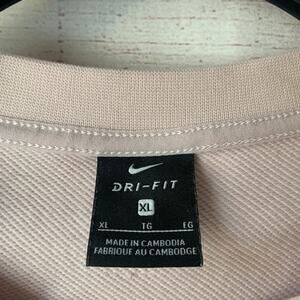 DRI-FIT
XL
XL TG EG
MADE IN CAMBODIA
FABRIQUÉ AU CAMBODGE